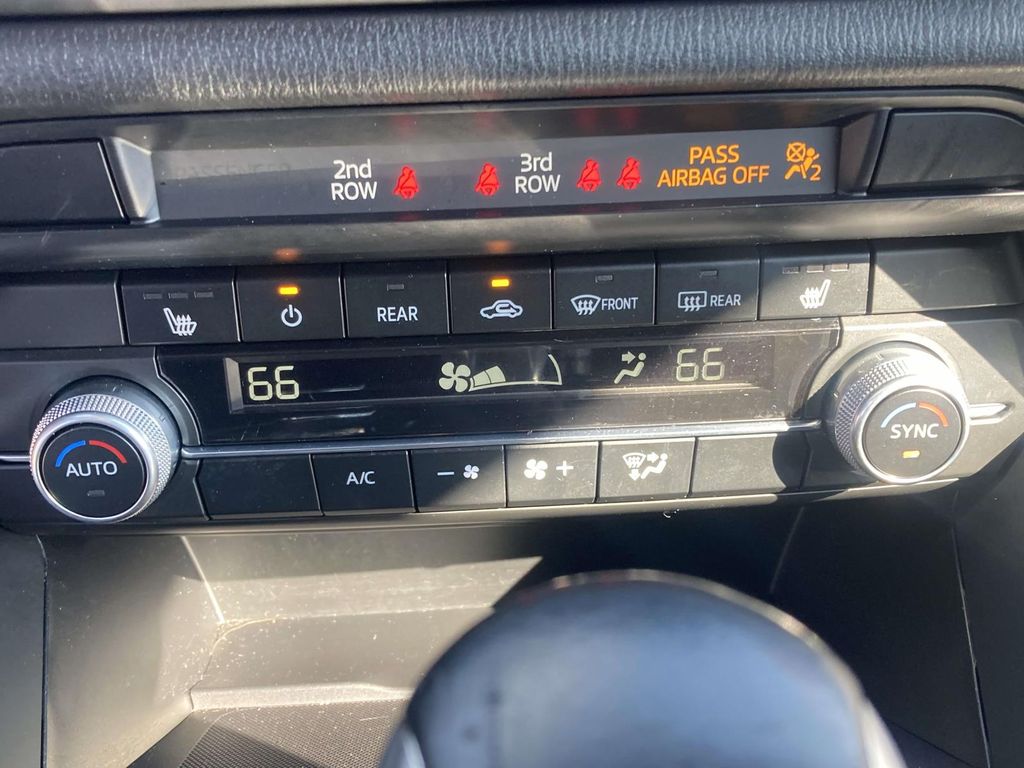 2nd
ROW
3rd
ROW
PASS
AIRBAG OFF
2
REAR
FRONT
REAR
66
66
AUTO
A/C
- +
SYNC